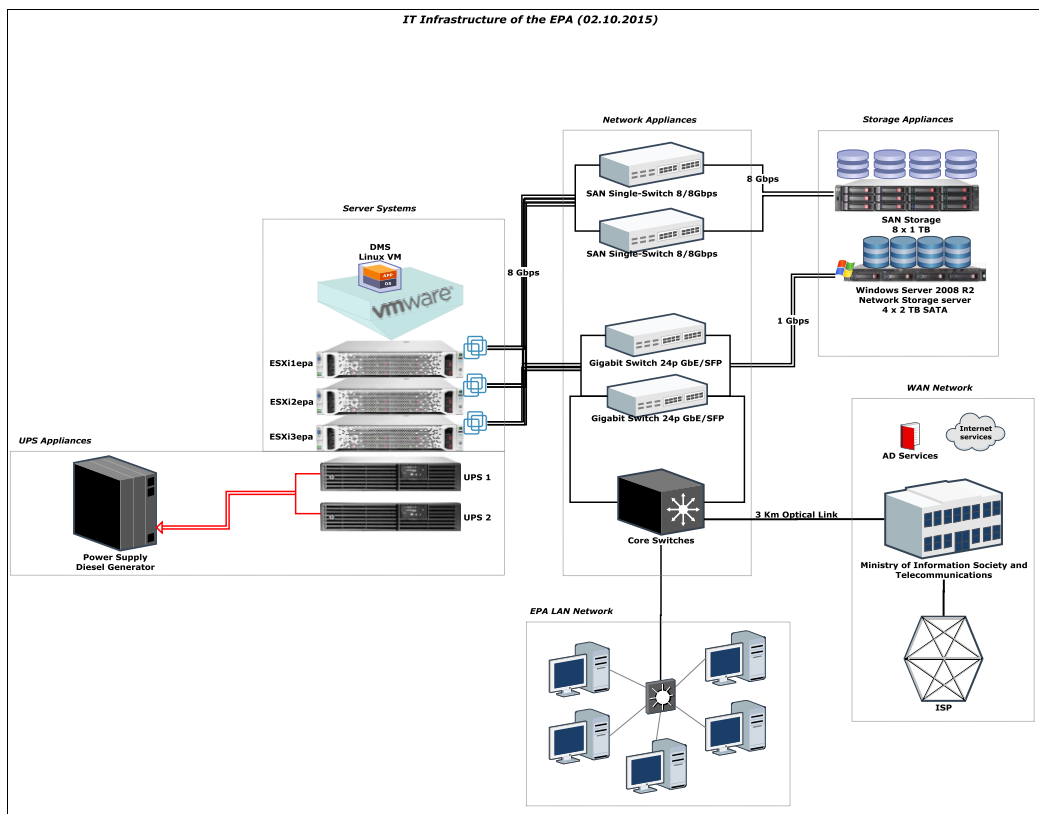 IT Infrastructure of the EPA (02.10.2015)
Network Appliances
Storage Appliances
SAN Single-Switch 8/8Gbps
8 Gbps
SAN Storage
8 x 1 TB
Server Systems
DMS
Linux VM
APP
OS
vmware
8 Gbps
SAN Single-Switch 8/8Gbps
Windows Server 2008 R2
Network Storage server
4 x 2 TB SATA
1 Gbps
ESXi1epa
Gigabit Switch 24p GbE/SFP
ESXi2epa
Gigabit Switch 24p GbE/SFP
ESXi3epa
WAN Network
Internet
services
AD Services
UPS Appliances
UPS 1
UPS 2
Power Supply
Diesel Generator
Core Switches
3 Km Optical Link
Ministry of Information Society and
Telecommunications
EPA LAN Network
ISP